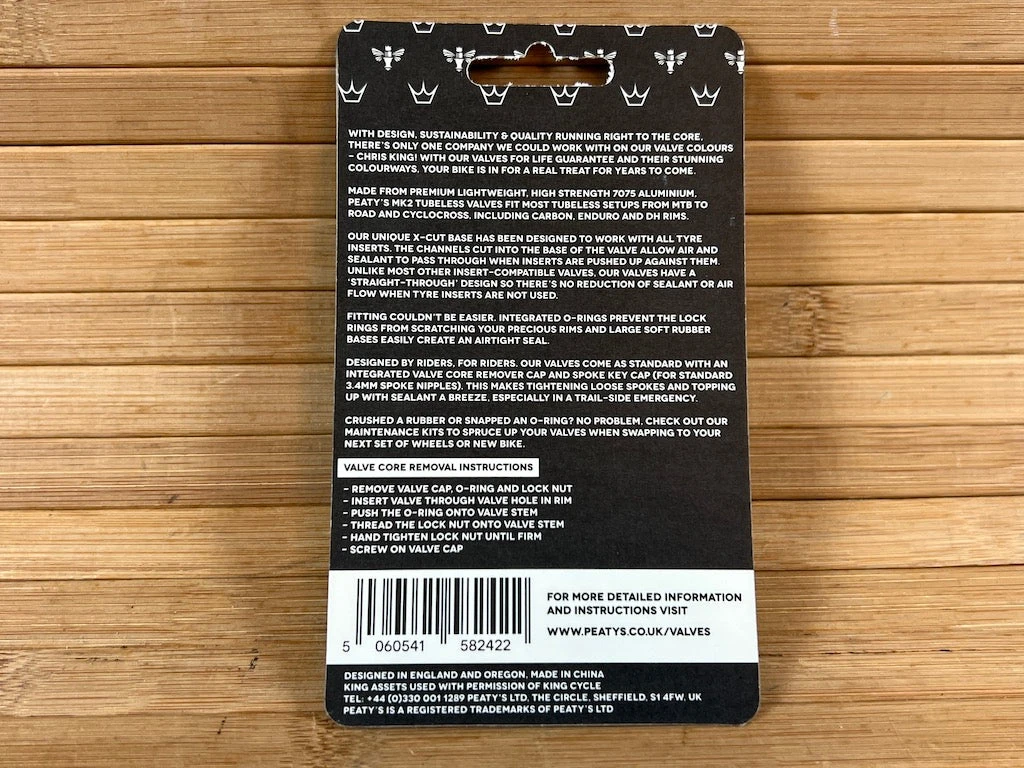 WITH DESIGN, SUSTAINABILITY & QUALITY RUNNING RIGHT TO THE CORE,
THERE'S ONLY ONE COMPANY WE COULD WORK WITH ON OUR VALVE COLOURS
- CHRIS KING! WITH OUR VALVES FOR LIFE GUARANTEE AND THEIR STUNNING
COLOURWAYS, YOUR BIKE IS IN FOR A REAL TREAT FOR YEARS TO COME.
MADE FROM PREMIUM LIGHTWEIGHT, HIGH STRENGTH 7075 ALUMINIUM,
PEATY'S MK2 TUBELESS VALVES FIT MOST TUBELESS SETUPS FROM MTB TO
ROAD AND CYCLOCROSS, INCLUDING CARBON, ENDURO AND DH RIMS.
OUR UNIQUE X-CUT BASE HAS BEEN DESIGNED TO WORK WITH ALL TYRE
INSERTS. THE CHANNELS CUT INTO THE BASE OF THE VALVE ALLOW AIR AND
SEALANT TO PASS THROUGH WHEN INSERTS ARE PUSHED UP AGAINST THEM.
UNLIKE MOST OTHER INSERT-COMPATIBLE VALVES, OUR VALVES HAVE A
'STRAIGHT-THROUGH' DESIGN SO THERE'S NO REDUCTION OF SEALANT OR AIR
FLOW WHEN TYRE INSERTS ARE NOT USED.
FITTING COULDN'T BE EASIER. INTEGRATED O-RINGS PREVENT THE LOCK
RINGS FROM SCRATCHING YOUR PRECIOUS RIMS AND LARGE SOFT RUBBER
BASES EASILY CREATE AN AIRTIGHT SEAL.
DESIGNED BY RIDERS, FOR RIDERS, OUR VALVES COME AS STANDARD WITH AN
INTEGRATED VALVE CORE REMOVER CAP AND SPOKE KEY CAP (FOR STANDARD
3.4MM SPOKE NIPPLES). THIS MAKES TIGHTENING LOOSE SPOKES AND TOPPING
UP WITH SEALANT A BREEZE, ESPECIALLY IN A TRAIL-SIDE EMERGENCY.
CRUSHED A RUBBER OR SNAPPED AN O-RING? NO PROBLEM. CHECK OUT OUR
MAINTENANCE KITS TO SPRUCE UP YOUR VALVES WHEN SWAPPING TO YOUR
NEXT SET OF WHEELS OR NEW BIKE.
VALVE CORE REMOVAL INSTRUCTIONS
- REMOVE VALVE CAP, O-RING AND LOCK NUT
- INSERT VALVE THROUGH VALVE HOLE IN RIM
- PUSH THE O-RING ONTO VALVE STEM
- THREAD THE LOCK NUT ONTO VALVE STEM
- HAND TIGHTEN LOCK NUT UNTIL FIRM
- SCREW ON VALVE CAP
5 060541 582422
FOR MORE DETAILED INFORMATION
AND INSTRUCTIONS VISIT
WWW.PEATYS.CO.UK/VALVES
DESIGNED IN ENGLAND AND OREGON, MADE IN CHINA
KING ASSETS USED WITH PERMISSION OF KING CYCLE
TEL: +44 (0)330 001 1289 PEATY'S LTD, THE CIRCLE, SHEFFIELD, S1 4FW, UK
PEATY'S IS A REGISTERED TRADEMARKS OF PEATY'S LTD